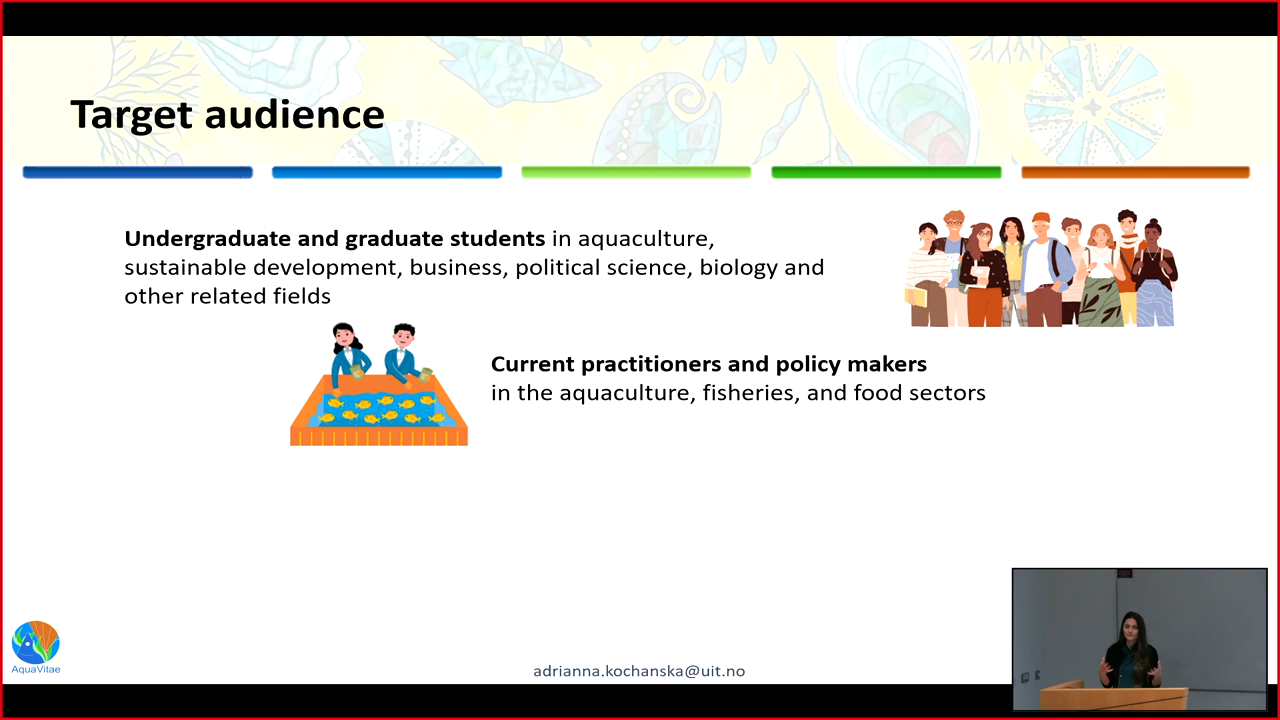 Target audience
Undergraduate and graduate students in aquaculture,
sustainable development, business, political science, biology and
other related fields
Current practitioners and policy makers
in the aquaculture, fisheries, and food sectors
AquaVitae
adrianna.kochanska@uit.no